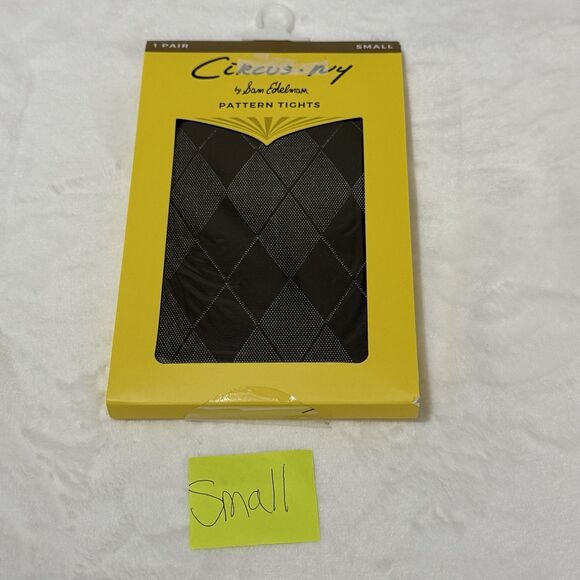 1 PAIR SMALL
CIRCUS·NY
by Sam Edelman
PATTERN TIGHTS
Small